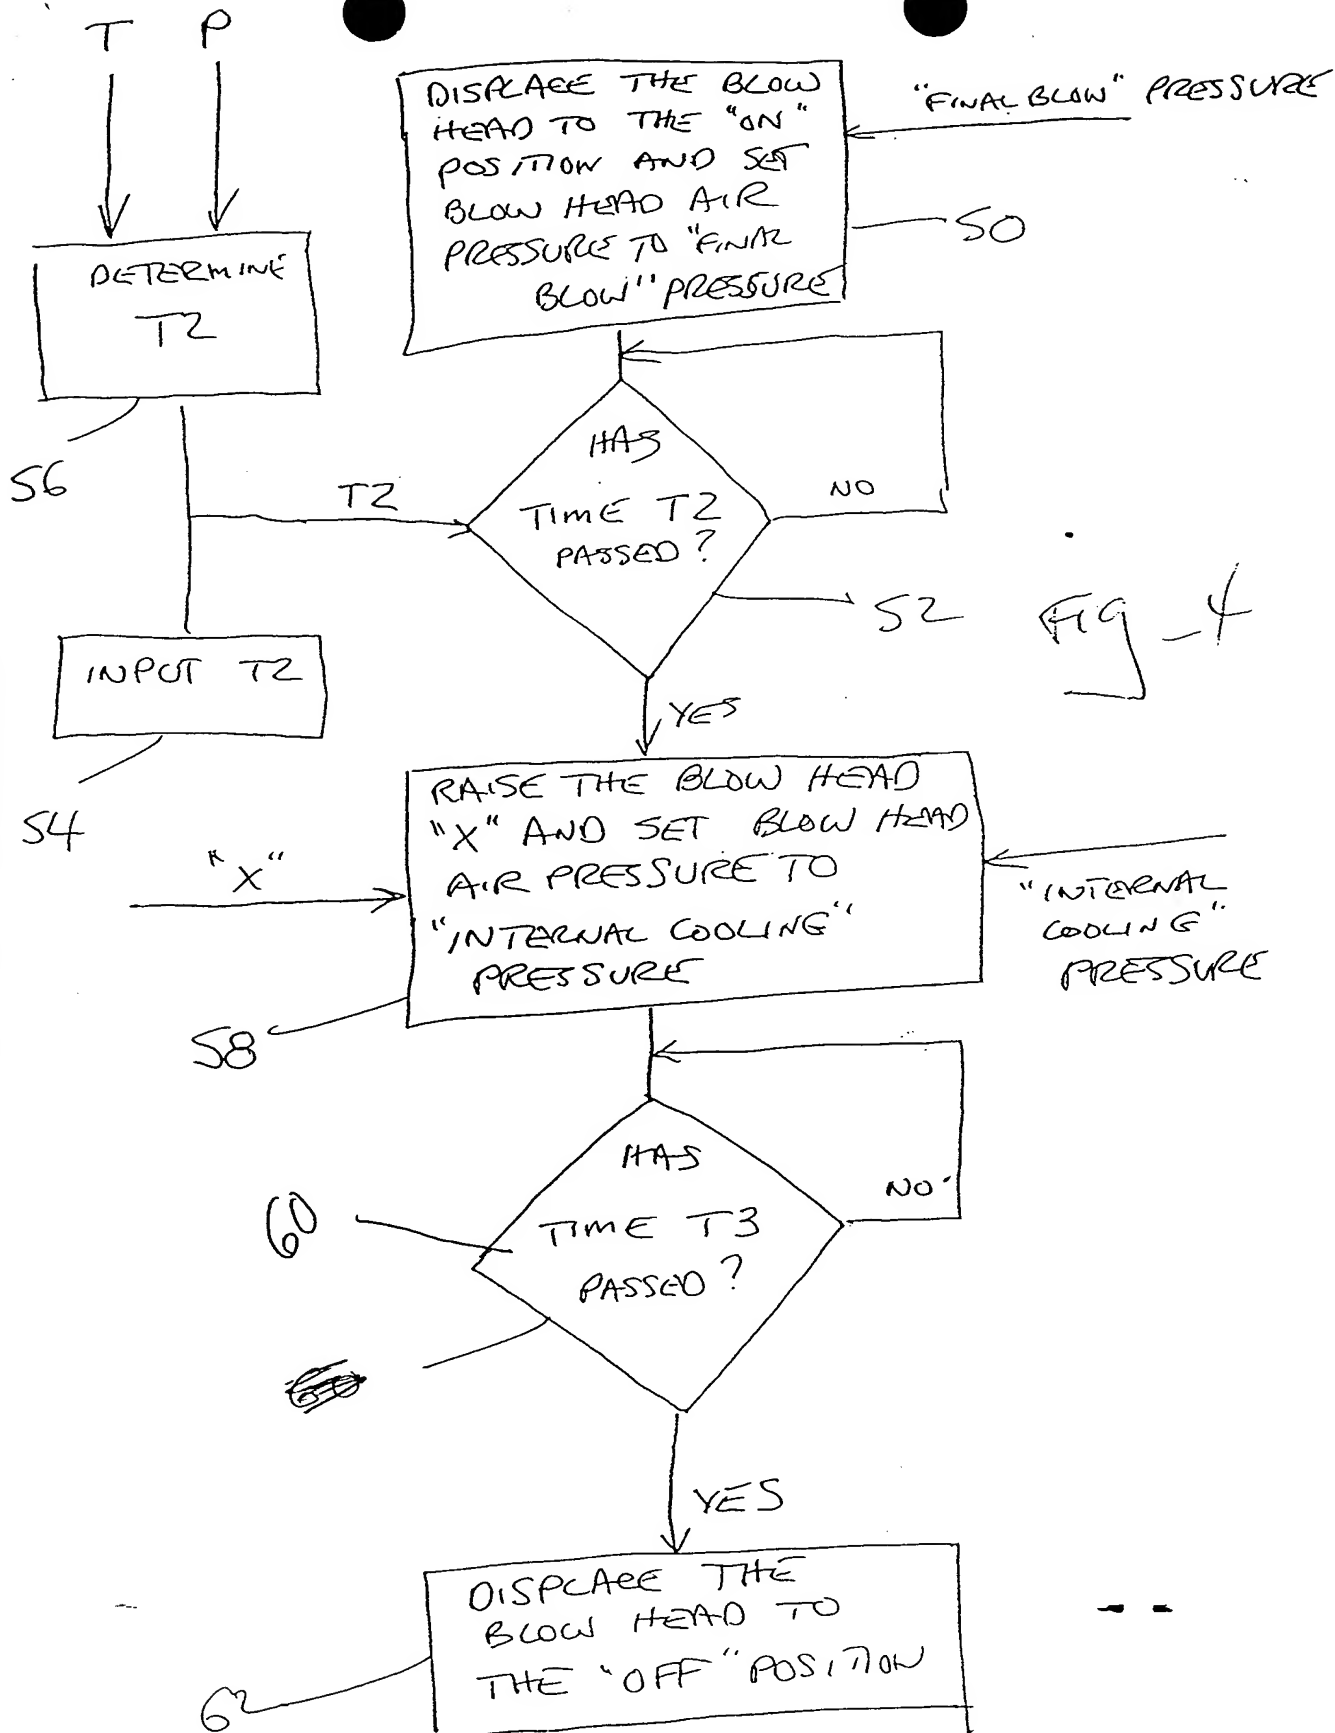 T P
DISPLACE THE BLOW
HEAD TO THE "ON"
POSITION AND SET
BLOW HEAD AIR
PRESSURE TO "FINAL
BLOW" PRESSURE
"FINAL BLOW" PRESSURE
50
DETERMINE
T2
56
T2
HAS
TIME T2
PASSED?
NO
52
Fig_4
INPUT T2
54
YES
RAISE THE BLOW HEAD
"X" AND SET BLOW HEAD
AIR PRESSURE TO
"INTERNAL COOLING"
PRESSURE
"X"
"INTERNAL
COOLING"
PRESSURE
58
HAS
TIME T3
PASSED?
NO
60
YES
DISPLACE THE
BLOW HEAD TO
THE "OFF" POSITION
62